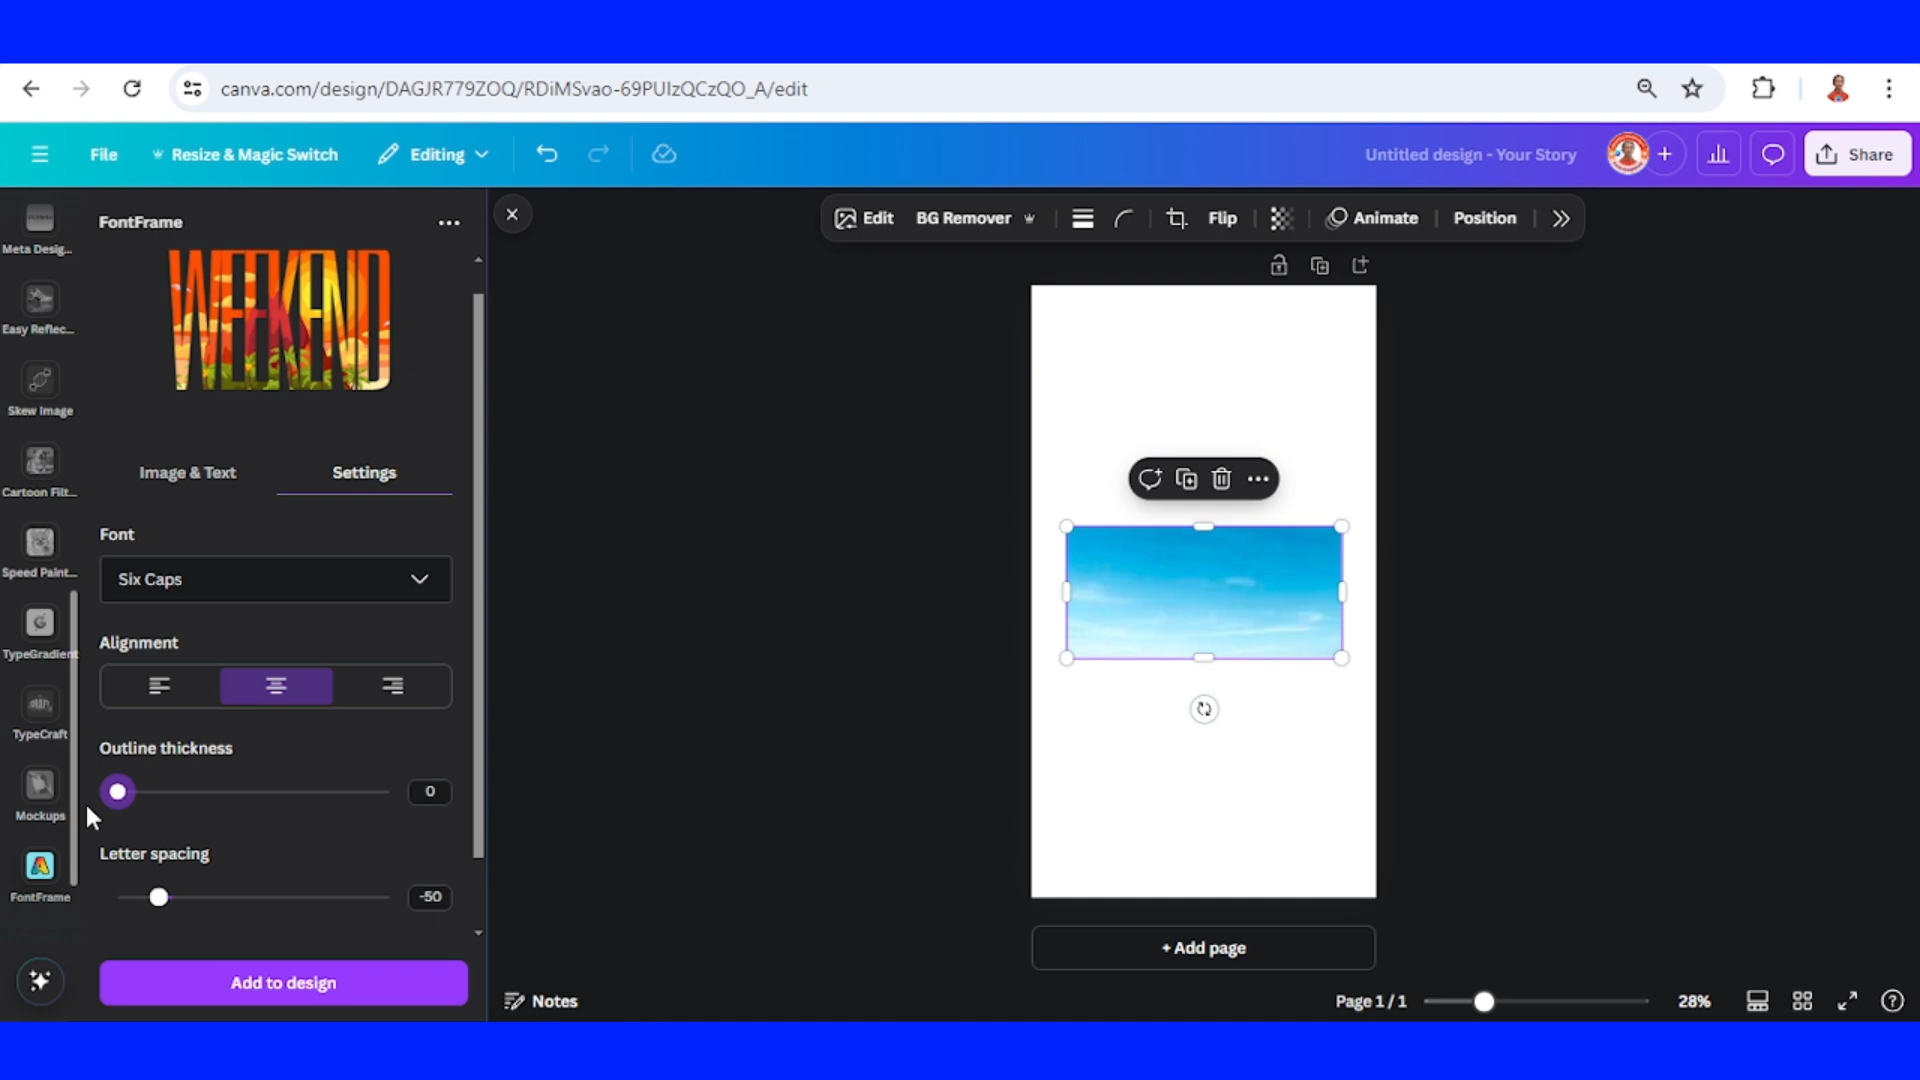 canva.com/design/DAGJR779ZOQ/RDiMSvao-69PUIzQCzQO_A/edit
File
Resize & Magic Switch
Editing
Untitled design - Your Story
Share
Meta Desig...
Easy Reflec...
Skew Image
Cartoon Filt...
Speed Paint...
TypeGradient
TypeCraft
Mockups
FontFrame
FontFrame
WEEKEND
Image & Text
Settings
Font
Six Caps
Alignment
Outline thickness
0
Letter spacing
-50
Add to design
Edit
BG Remover
Flip
Animate
Position
+ Add page
Notes
Page 1 / 1
28%